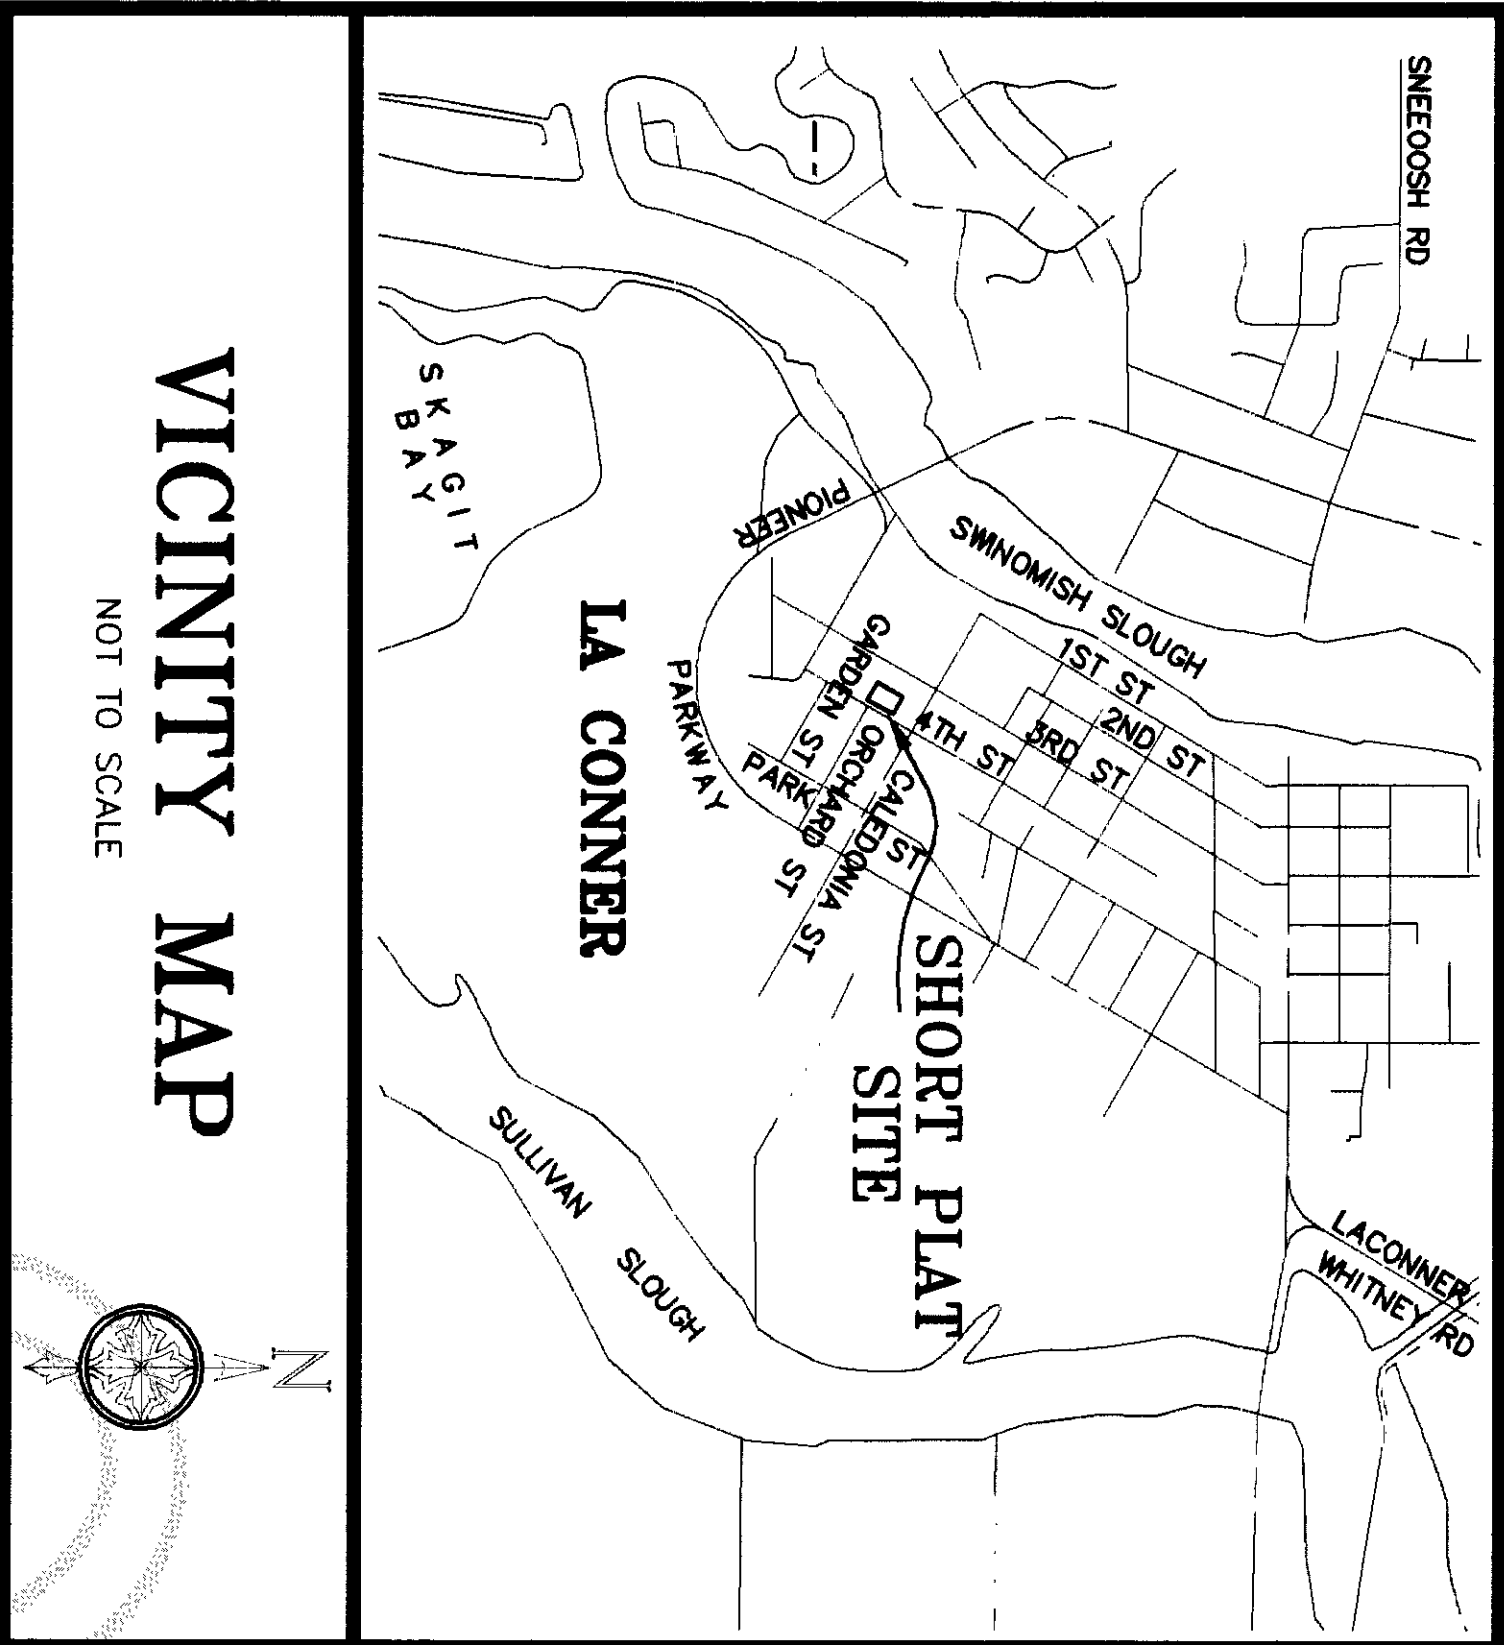 SNEEOOSH RD
LACONNER
WHITNEY RD
SWINOMISH SLOUGH
1ST ST
2ND ST
3RD ST
4TH ST
SHORT PLAT
SITE
CALEDONIA ST
ORCHARD ST
GARDEN ST
PARK ST
PIONEER
PARKWAY
LA CONNER
SKAGIT
BAY
SULLIVAN SLOUGH
VICINITY MAP
NOT TO SCALE
N